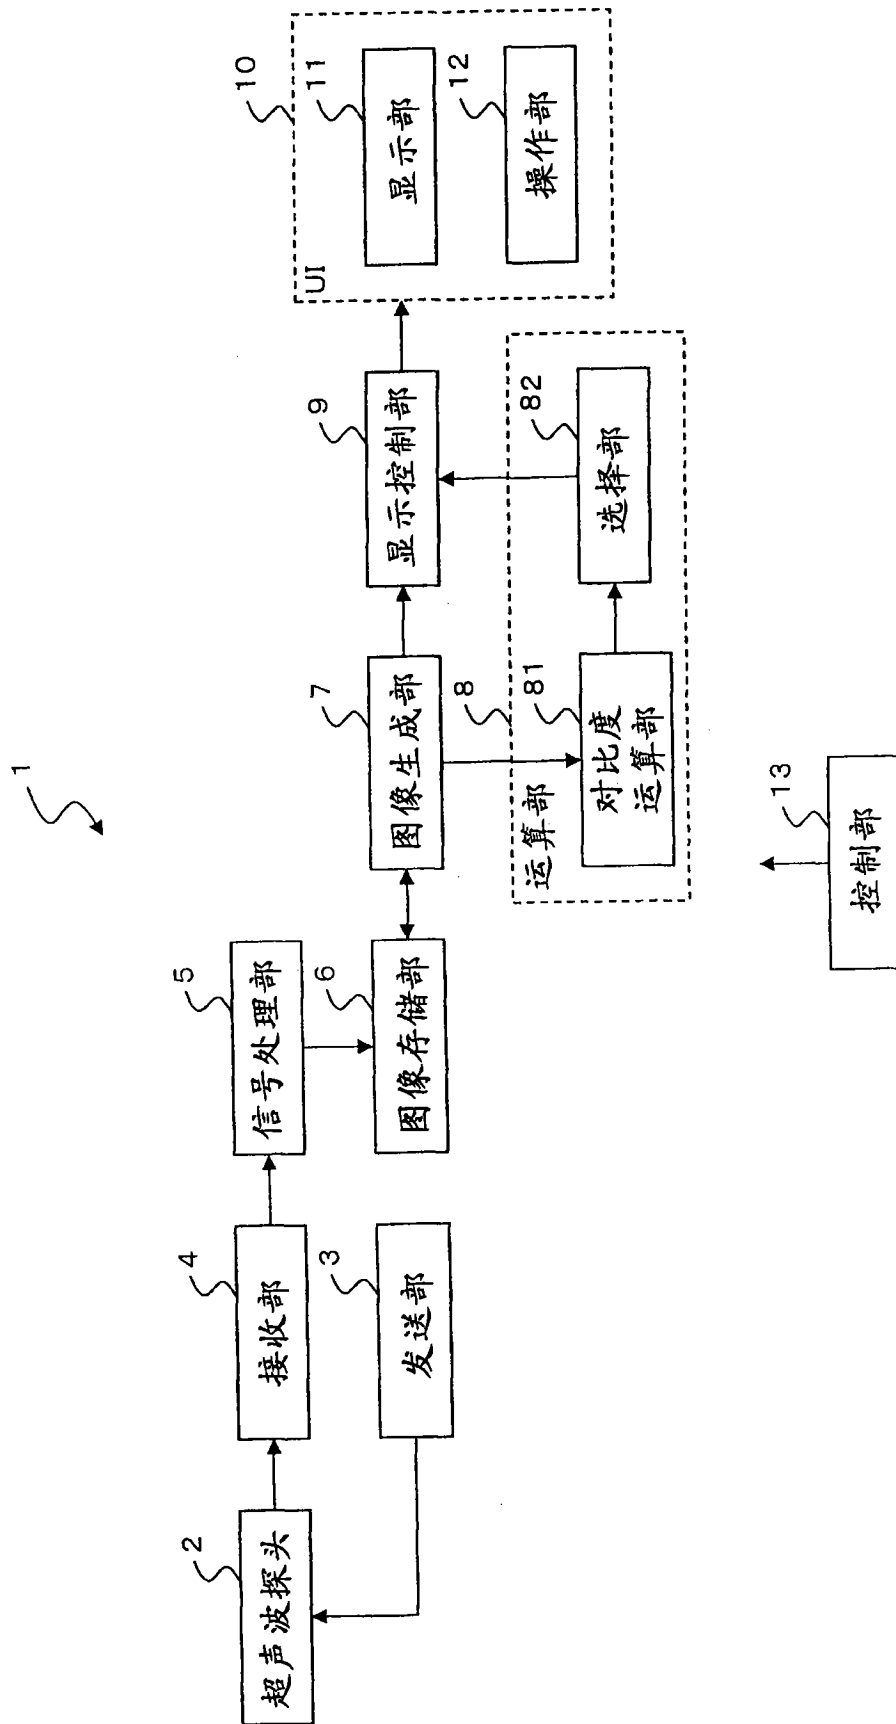 1
2
超声波探头
4
接收部
3
发送部
5
信号处理部
6
图像存储部
7
图像生成部
8
运算部
81
对比度
运算部
82
选择部
9
显示控制部
10
UI
11
显示部
12
操作部
13
控制部